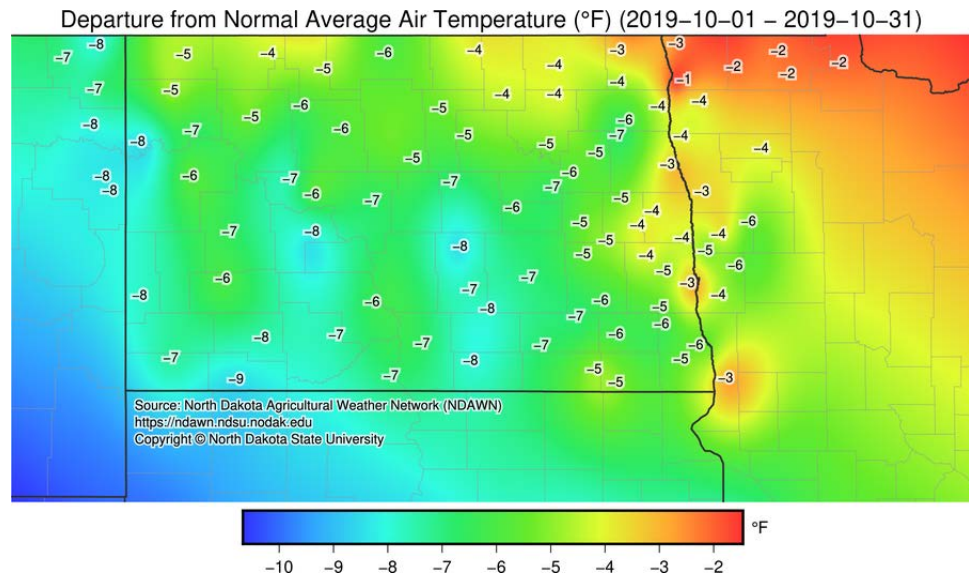 Departure from Normal Average Air Temperature (°F) (2019−10−01 − 2019−10−31)
−8 −3 −3
−7 −5 −4 −6 −4 −2
−5 −4 −2 −2 −2
−1
−7 −5 −4 −4 −4
−5 −6 −5 −4 −4 −4
−8 −7 −6 −6
−8 −5 −5 −7 −4
−5 −5 −4
−8 −6 −7 −7 −6 −3
−8 −6 −7 −7 −5 −3
−6 −4
−7 −8 −5 −4 −6
−8 −5 −4 −4
−5 −4 −5
−6 −7 −5 −6
−8 −7 −3 −4
−6 −8 −6 −5
−7 −6
−8 −7 −7 −7 −6 −6
−7 −8 −5
−9 −7 −5 −5 −3
Source: North Dakota Agricultural Weather Network (NDAWN)
https://ndawn.ndsu.nodak.edu
Copyright © North Dakota State University
°F
−10 −9 −8 −7 −6 −5 −4 −3 −2